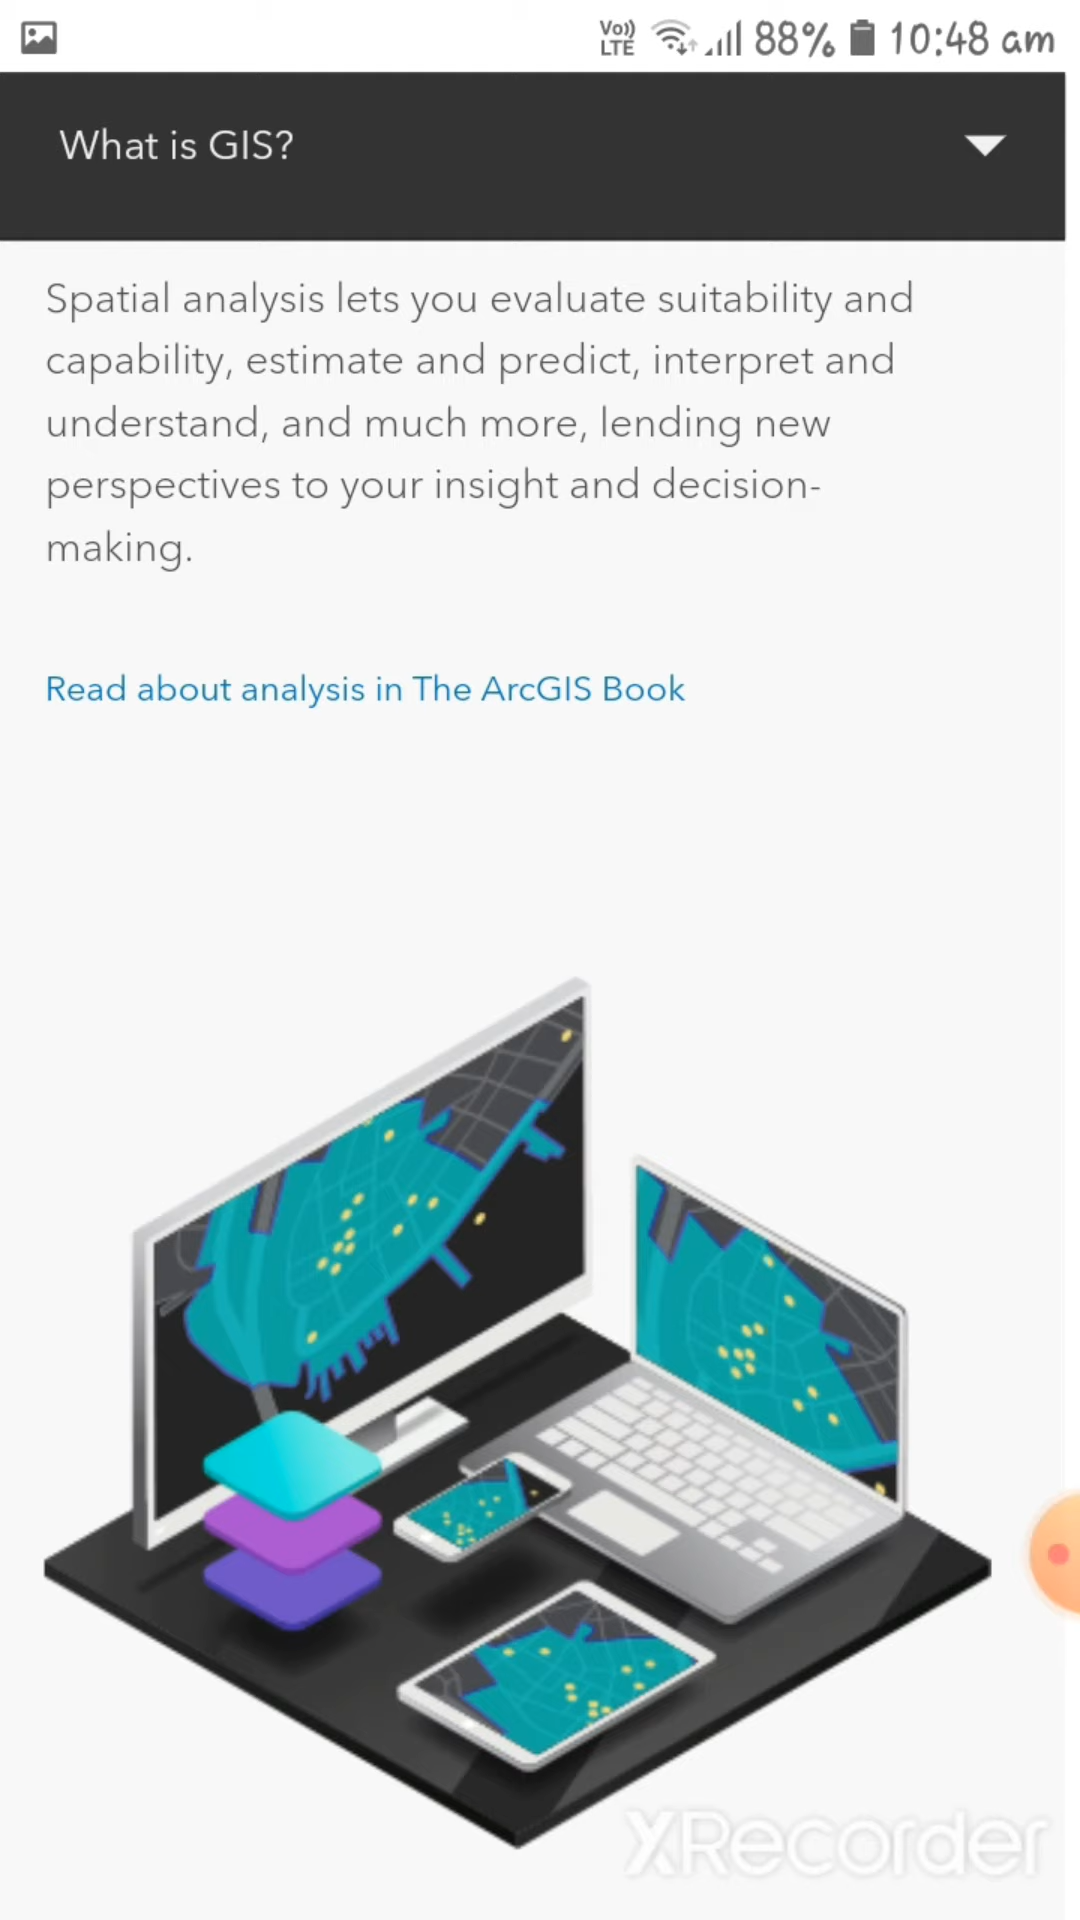 Vo)) LTE 88% 10:48 am
What is GIS?
Spatial analysis lets you evaluate suitability and
capability, estimate and predict, interpret and
understand, and much more, lending new
perspectives to your insight and decision-
making.
Read about analysis in The ArcGIS Book
XRecorder